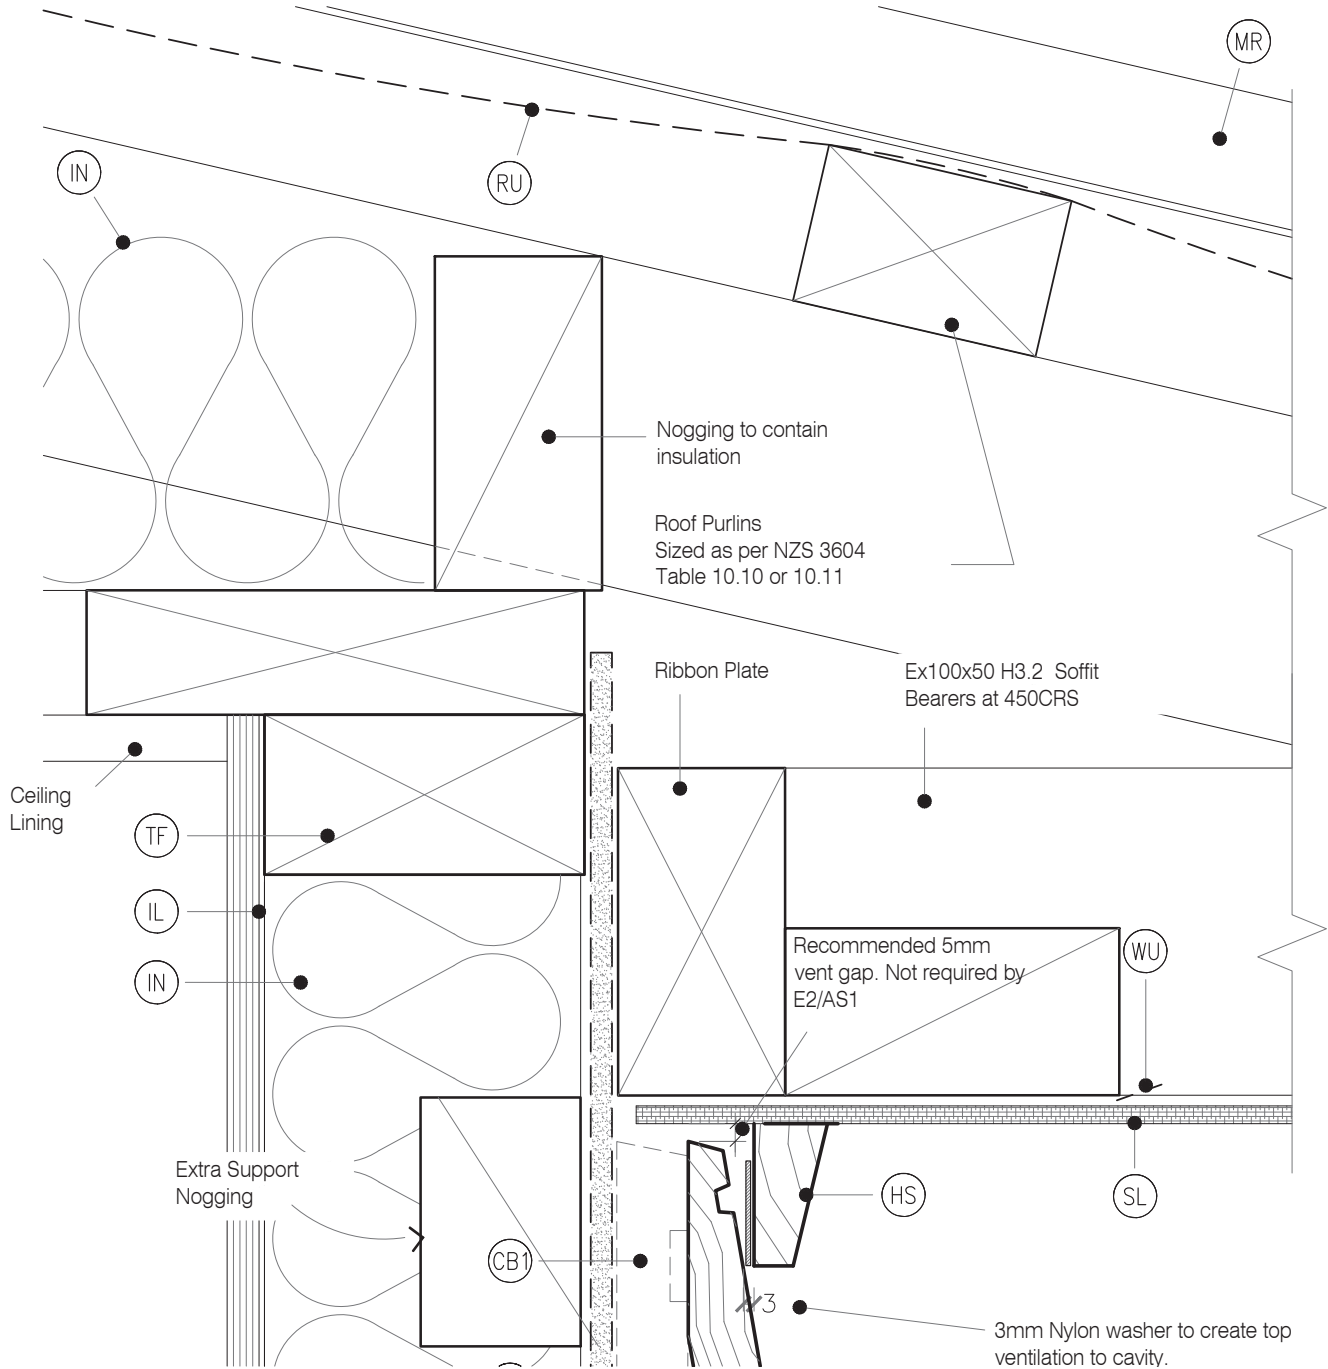 MR
IN
RU
Nogging to contain
insulation
Roof Purlins
Sized as per NZS 3604
Table 10.10 or 10.11
Ribbon Plate
Ex100x50 H3.2 Soffit
Bearers at 450CRS
Ceiling
Lining
TF
IL
IN
Recommended 5mm
vent gap. Not required by
E2/AS1
WU
Extra Support
Nogging
HS
SL
CB1
3
3mm Nylon washer to create top
ventilation to cavity.